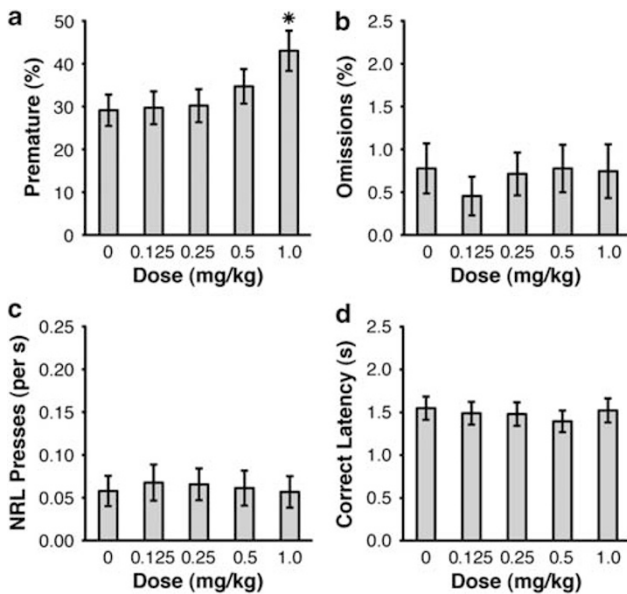 a
*
Premature (%)
50
40
30
20
10
0
0 0.125 0.25 0.5 1.0
Dose (mg/kg)
b
Omissions (%)
2.5
2.0
1.5
1.0
0.5
0.0
0 0.125 0.25 0.5 1.0
Dose (mg/kg)
c
NRL Presses (per s)
0.25
0.20
0.15
0.10
0.05
0.00
0 0.125 0.25 0.5 1.0
Dose (mg/kg)
d
Correct Latency (s)
2.5
2.0
1.5
1.0
0.5
0.0
0 0.125 0.25 0.5 1.0
Dose (mg/kg)